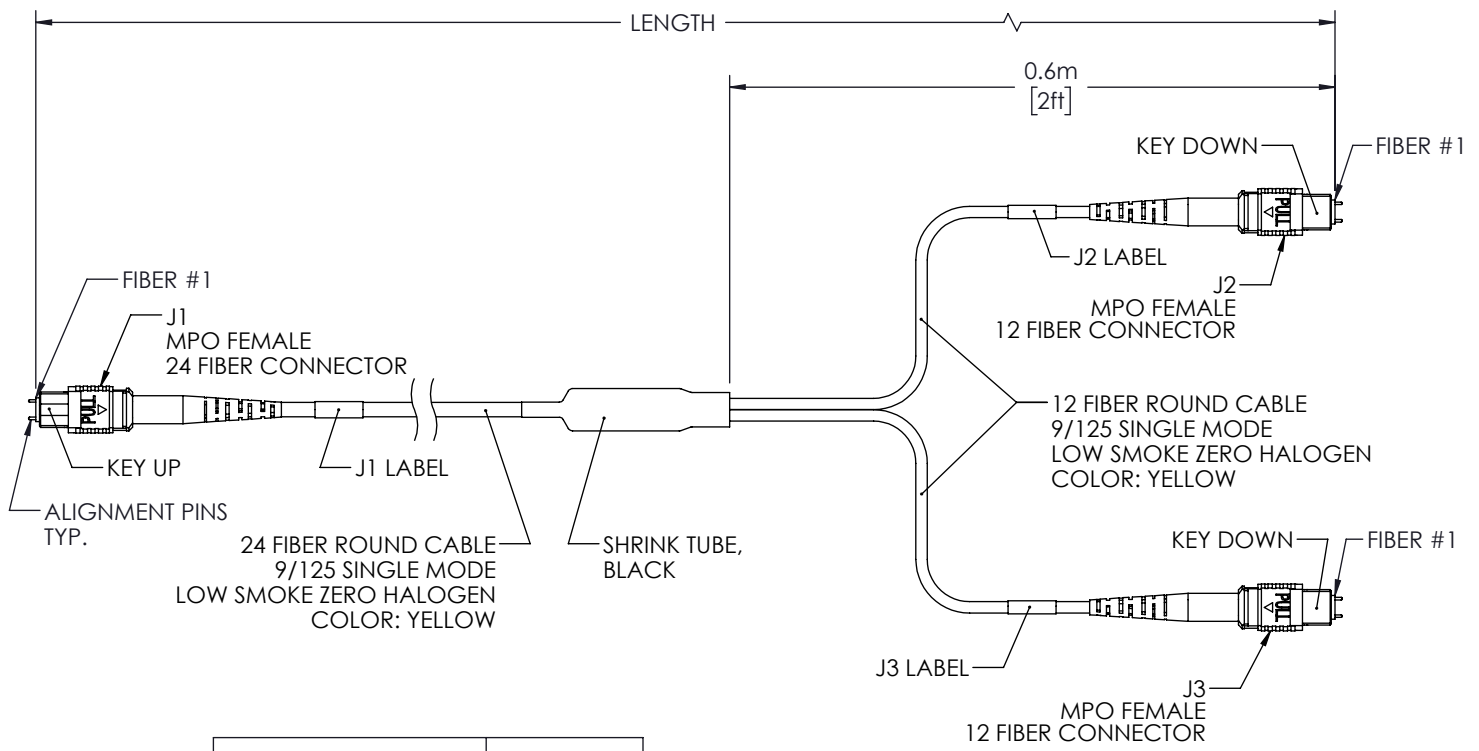 LENGTH
0.6m
[2ft]
KEY DOWN
FIBER #1
PULL
J2 LABEL
J2
MPO FEMALE
12 FIBER CONNECTOR
FIBER #1
J1
MPO FEMALE
24 FIBER CONNECTOR
PULL
KEY UP
J1 LABEL
ALIGNMENT PINS
TYP.
24 FIBER ROUND CABLE
9/125 SINGLE MODE
LOW SMOKE ZERO HALOGEN
COLOR: YELLOW
SHRINK TUBE,
BLACK
12 FIBER ROUND CABLE
9/125 SINGLE MODE
LOW SMOKE ZERO HALOGEN
COLOR: YELLOW
KEY DOWN
FIBER #1
PULL
J3 LABEL
J3
MPO FEMALE
12 FIBER CONNECTOR